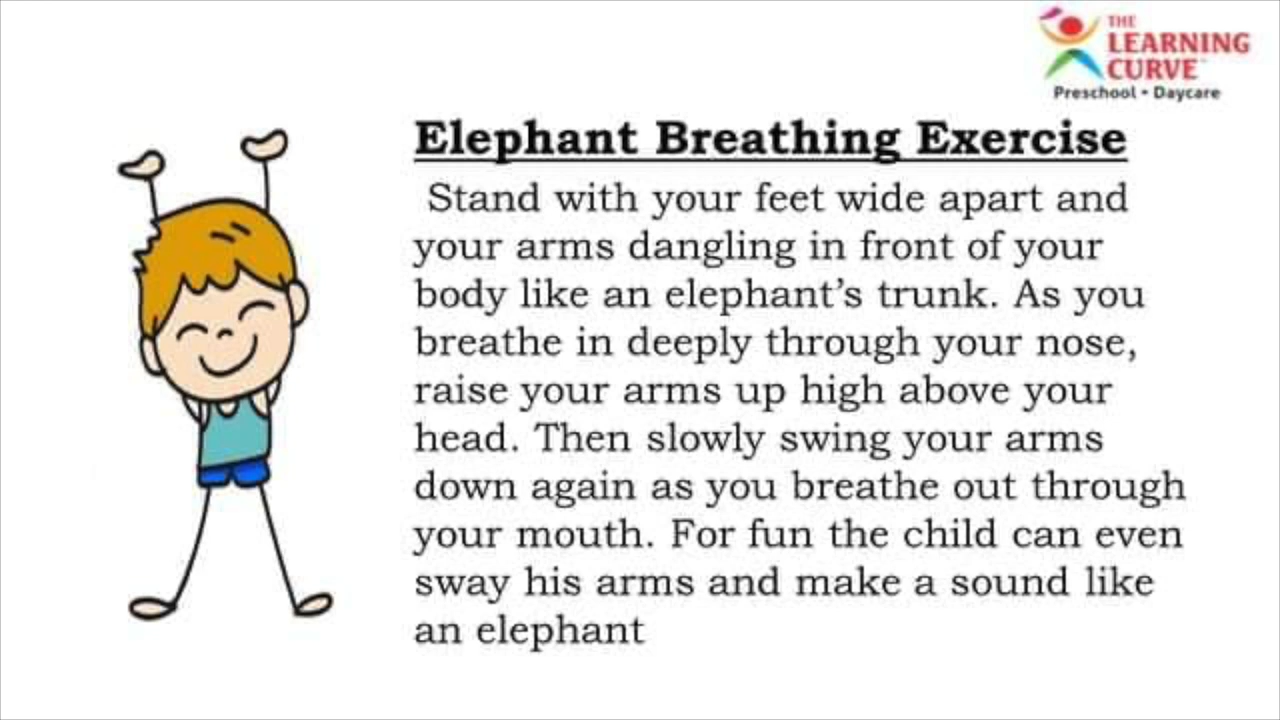 THE
LEARNING
CURVE™
Preschool • Daycare
Elephant Breathing Exercise
Stand with your feet wide apart and
your arms dangling in front of your
body like an elephant’s trunk. As you
breathe in deeply through your nose,
raise your arms up high above your
head. Then slowly swing your arms
down again as you breathe out through
your mouth. For fun the child can even
sway his arms and make a sound like
an elephant